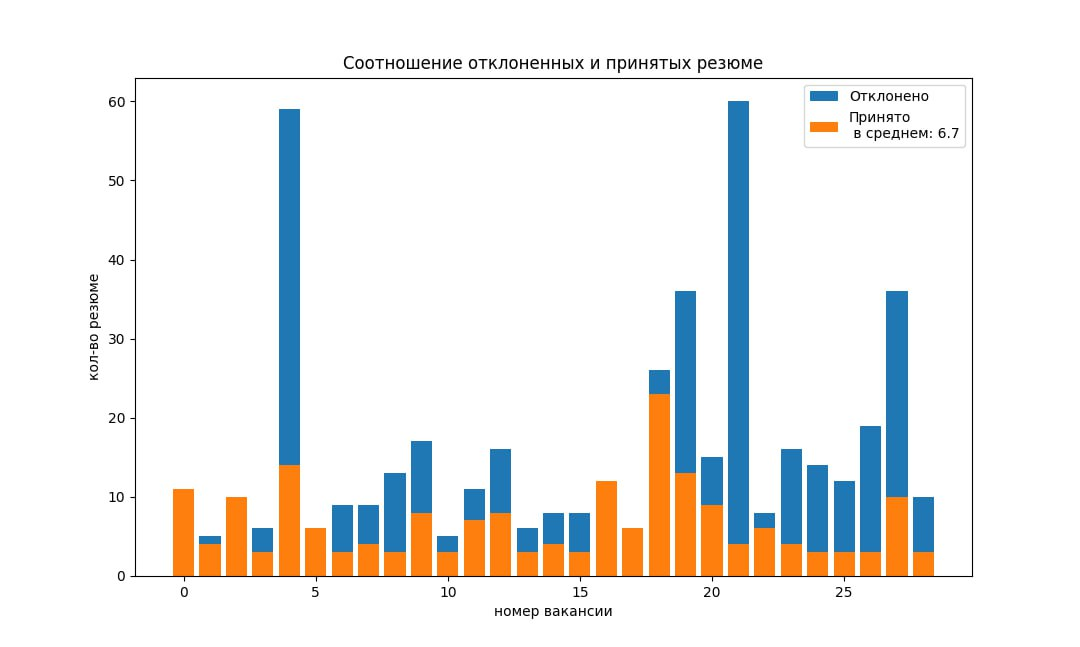 Соотношение отклоненных и принятых резюме
Отклонено
Принято
в среднем: 6.7
60
50
40
30
20
10
0
кол-во резюме
0 5 10 15 20 25
номер вакансии